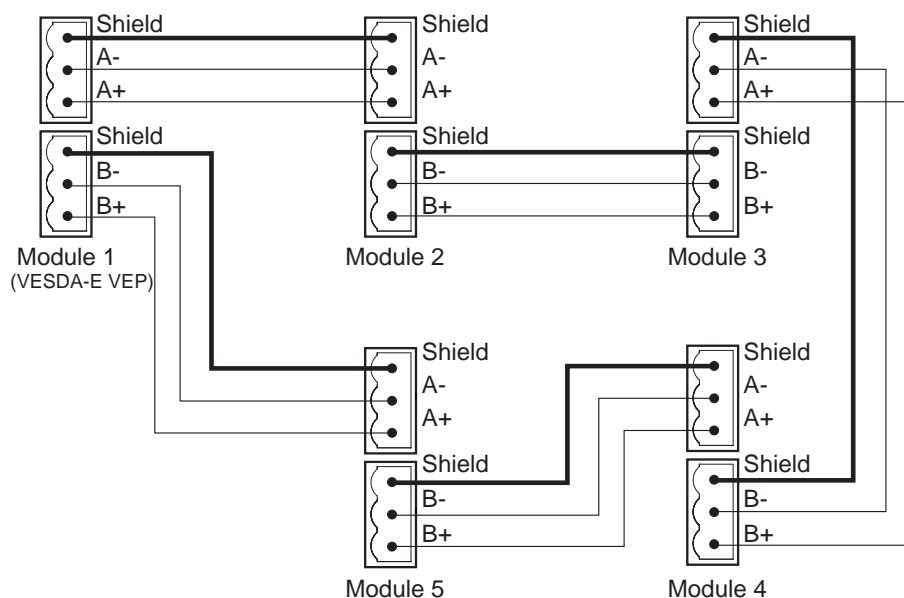 Shield
A-
A+
Shield
B-
B+
Module 1
(VESDA-E VEP)
Shield
A-
A+
Shield
B-
B+
Module 2
Shield
A-
A+
Shield
B-
B+
Module 3
Shield
A-
A+
Shield
B-
B+
Module 5
Shield
A-
A+
Shield
B-
B+
Module 4